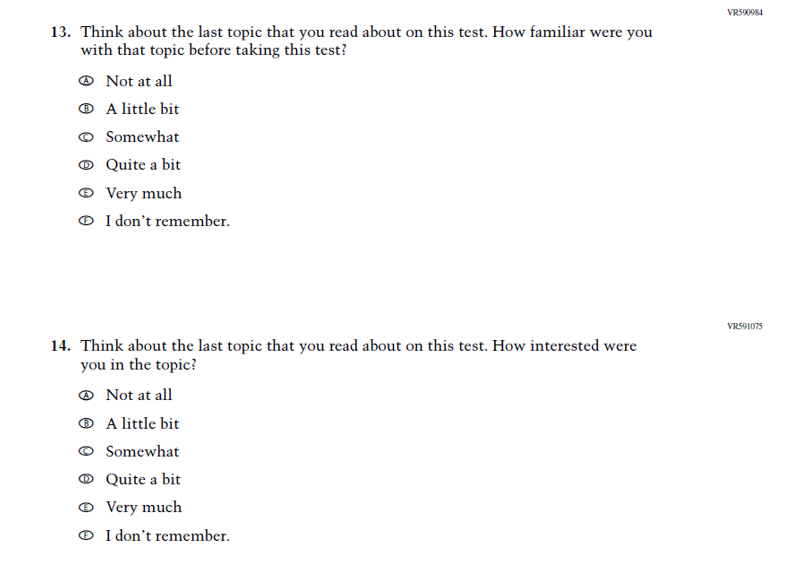 VR590984
13. Think about the last topic that you read about on this test. How familiar were you
with that topic before taking this test?
A Not at all
B A little bit
C Somewhat
D Quite a bit
E Very much
F I don't remember.
VR591075
14. Think about the last topic that you read about on this test. How interested were
you in the topic?
A Not at all
B A little bit
C Somewhat
D Quite a bit
E Very much
F I don't remember.